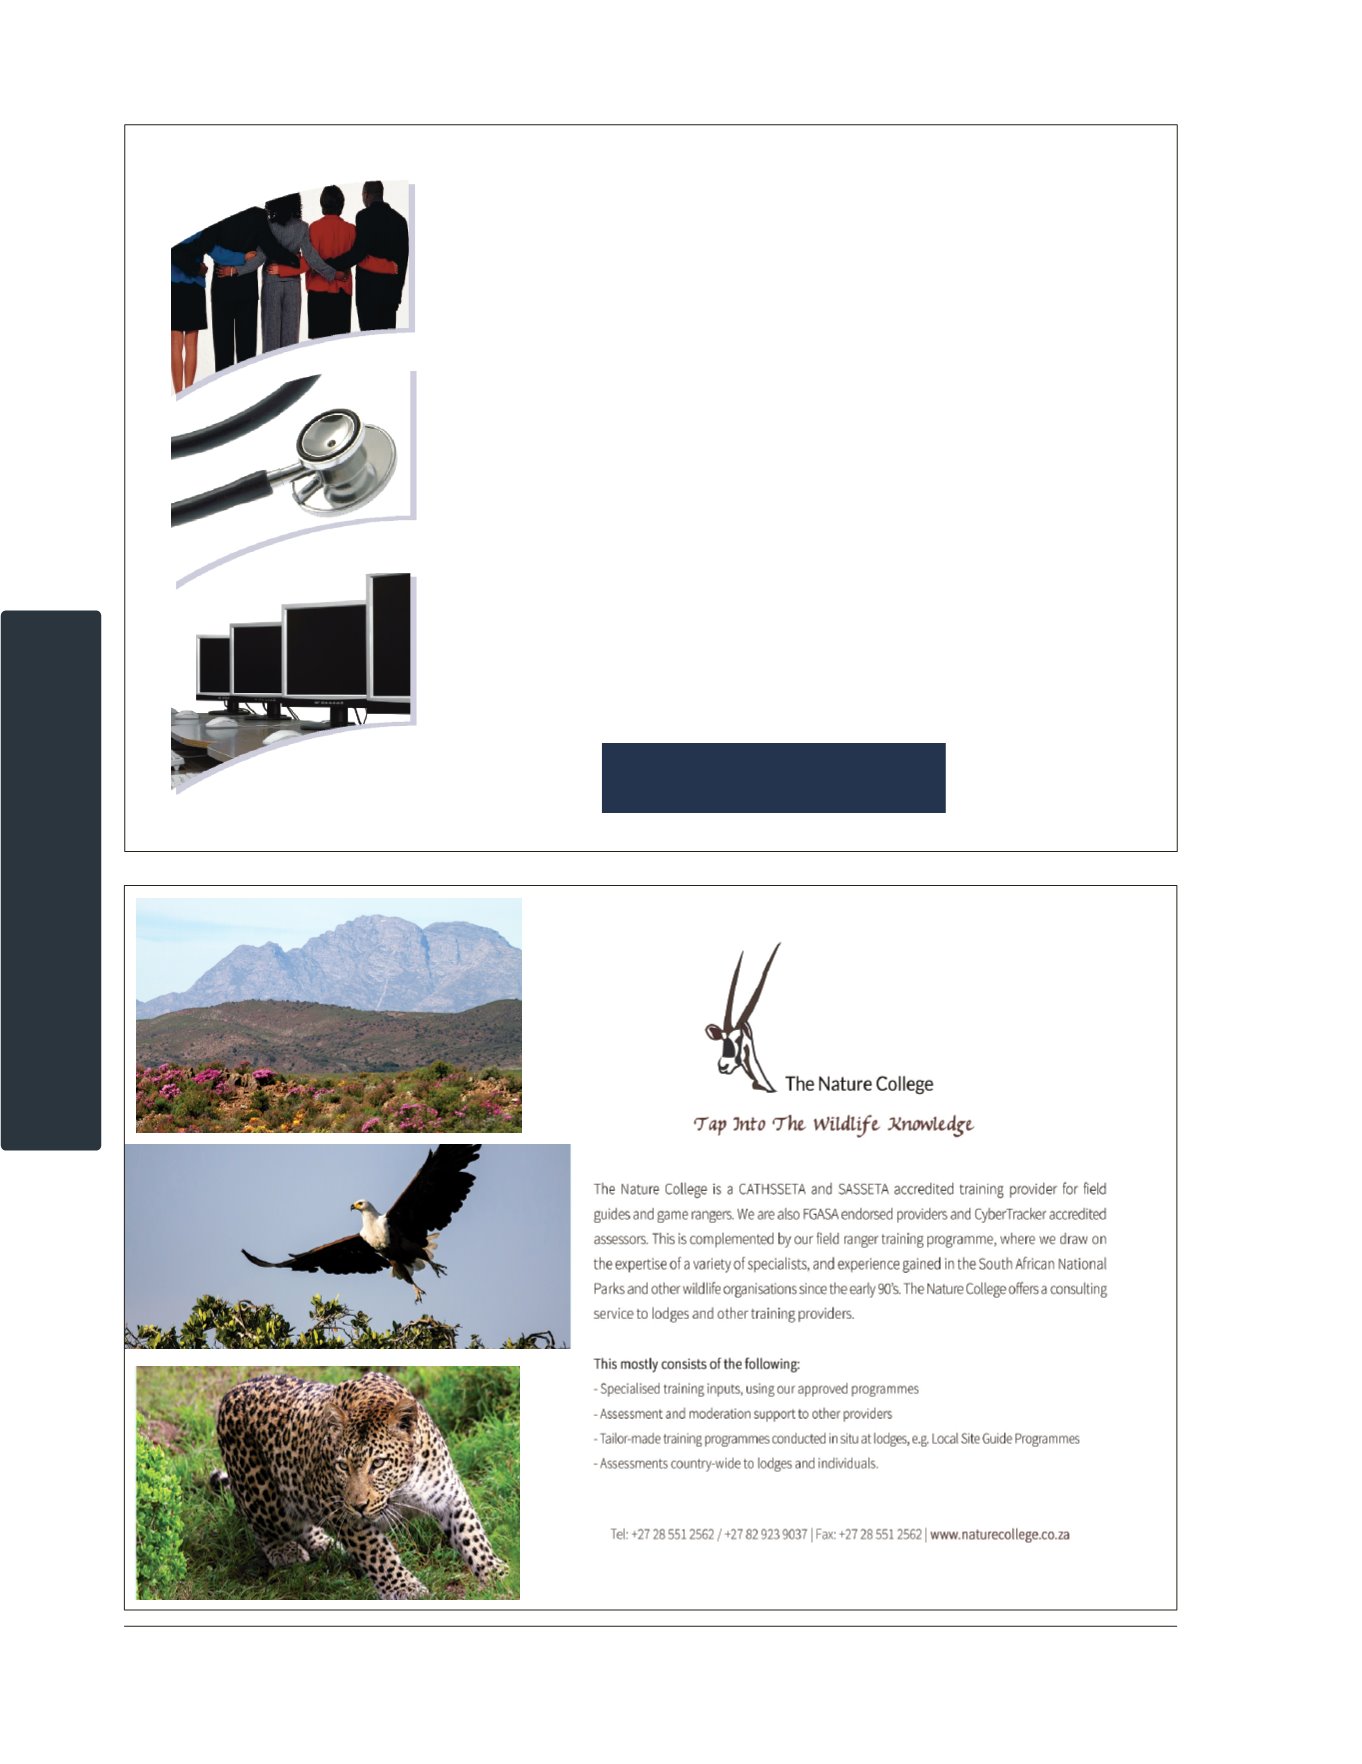 The Nature College
Tap Into The Wildlife Knowledge
The Nature College is a CATHSSETA and SASSETA accredited training provider for field
guides and game rangers. We are also FGASA endorsed providers and CyberTracker accredited
assessors. This is complemented by our field ranger training programme, where we draw on
the expertise of a variety of specialists, and experience gained in the South African National
Parks and other wildlife organisations since the early 90's. The Nature College offers a consulting
service to lodges and other training providers.
This mostly consists of the following:
- Specialised training inputs, using our approved programmes
- Assessment and moderation support to other providers
- Tailor-made training programmes conducted in situ at lodges, e.g. Local Site Guide Programmes
- Assessments country-wide to lodges and individuals.
Tel: +27 28 551 2562 / +27 82 923 9037 | Fax: +27 28 551 2562 | www.naturecollege.co.za